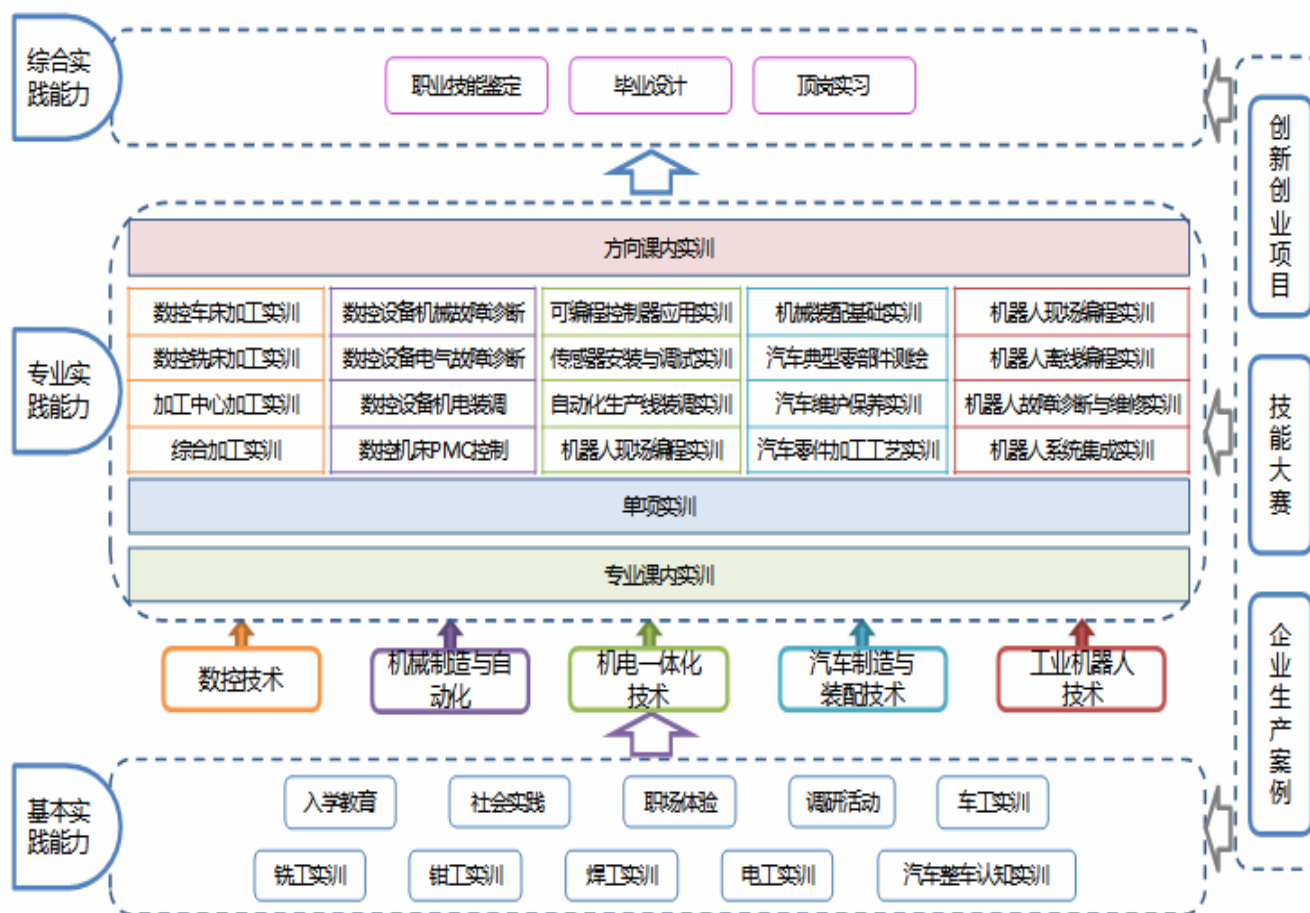 综合实
践能力
职业技能鉴定
毕业设计
顶岗实习
专业实
践能力
方向课内实训
数控车床加工实训
数控设备机械故障诊断
可编程控制器应用实训
机械装配基础实训
机器人现场编程实训
数控铣床加工实训
数控设备电气故障诊断
传感器安装与调试实训
汽车典型零部件测绘
机器人离线编程实训
加工中心加工实训
数控设备机电装调
自动化生产线装调实训
汽车维护保养实训
机器人故障诊断与维修实训
综合加工实训
数控机床PMC控制
机器人现场编程实训
汽车零件加工工艺实训
机器人系统集成实训
单项实训
专业课内实训
数控技术
机械制造与自
动化
机电一体化
技术
汽车制造与
装配技术
工业机器人
技术
基本实
践能力
入学教育
社会实践
职场体验
调研活动
车工实训
铣工实训
钳工实训
焊工实训
电工实训
汽车整车认知实训
创新创业项目
技能大赛
企业生产案例